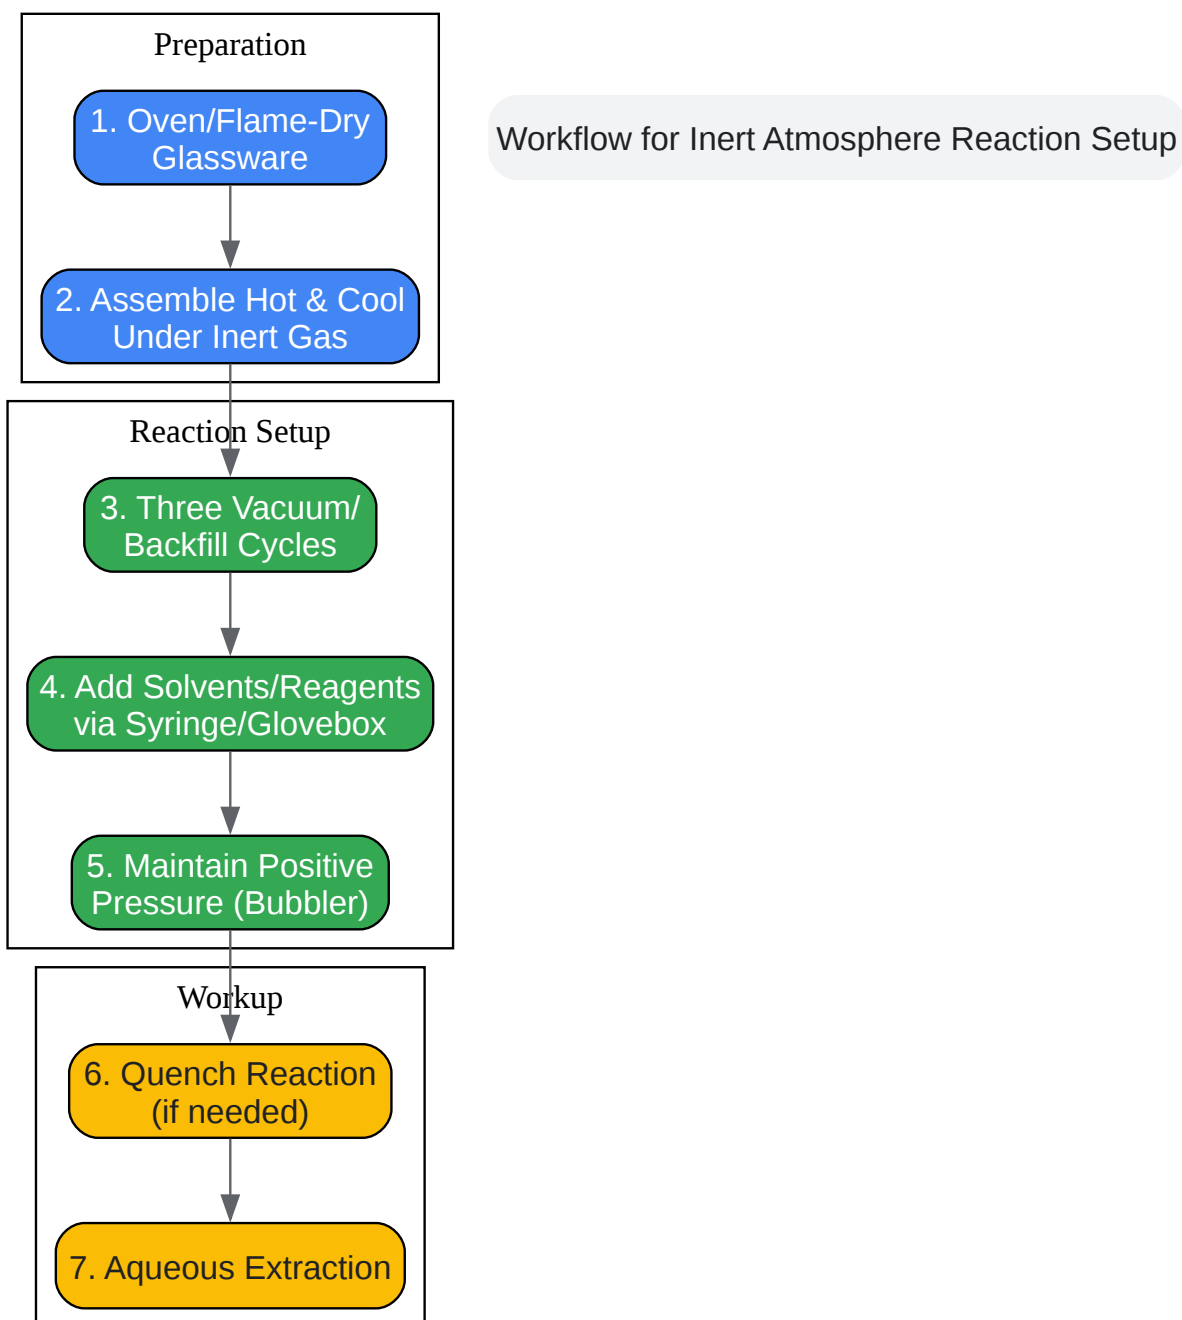 Preparation
1. Oven/Flame-Dry
Glassware
Workflow for Inert Atmosphere Reaction Setup
2. Assemble Hot & Cool
Under Inert Gas
Reaction Setup
3. Three Vacuum/
Backfill Cycles
4. Add Solvents/Reagents
via Syringe/Glovebox
5. Maintain Positive
Pressure (Bubbler)
Workup
6. Quench Reaction
(if needed)
7. Aqueous Extraction